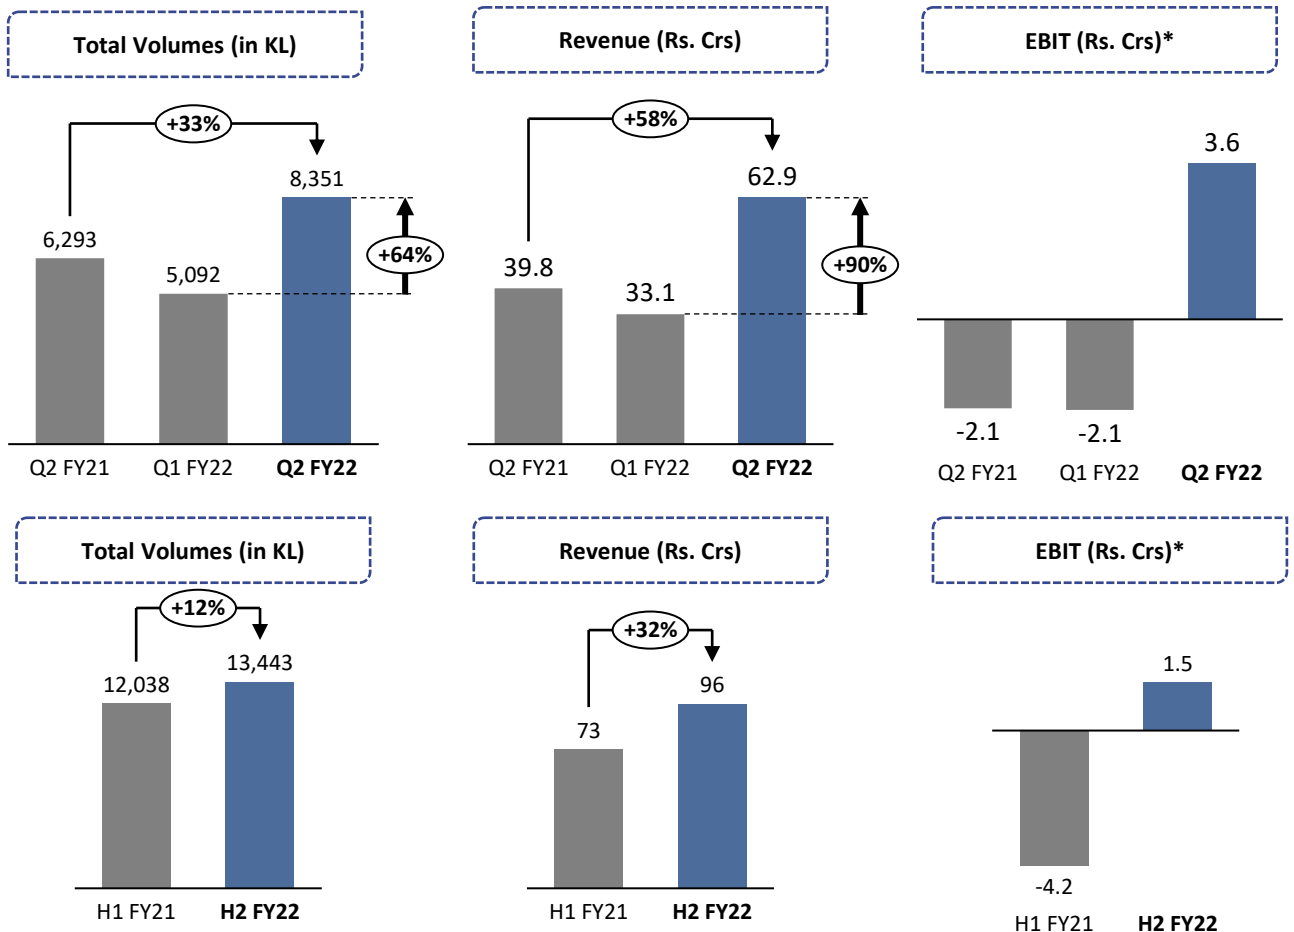 Total Volumes (in KL)
+33%
8,351
6,293
+64%
5,092
Q2 FY21 Q1 FY22 Q2 FY22
Revenue (Rs. Crs)
+58%
62.9
39.8
+90%
33.1
Q2 FY21 Q1 FY22 Q2 FY22
EBIT (Rs. Crs)*
3.6
-2.1 -2.1
Q2 FY21 Q1 FY22 Q2 FY22
Total Volumes (in KL)
+12%
13,443
12,038
H1 FY21 H2 FY22
Revenue (Rs. Crs)
+32%
96
73
H1 FY21 H2 FY22
EBIT (Rs. Crs)*
1.5
-4.2
H1 FY21 H2 FY22